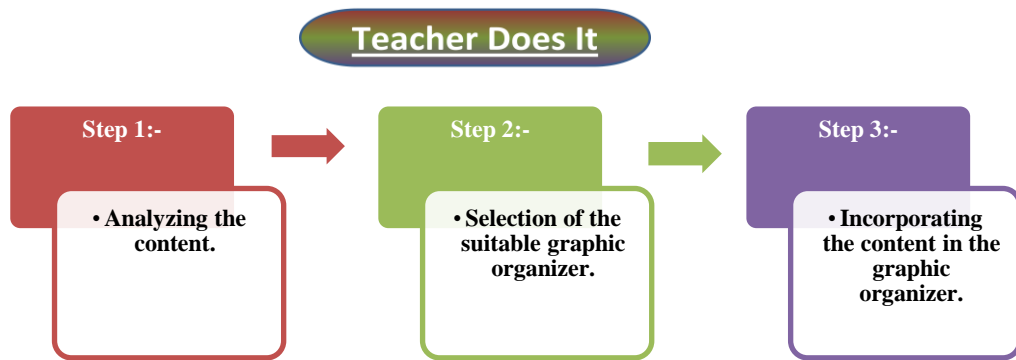 Teacher Does It
Step 1:-
• Analyzing the
content.
Step 2:-
• Selection of the
suitable graphic
organizer.
Step 3:-
• Incorporating
the content in the
graphic
organizer.